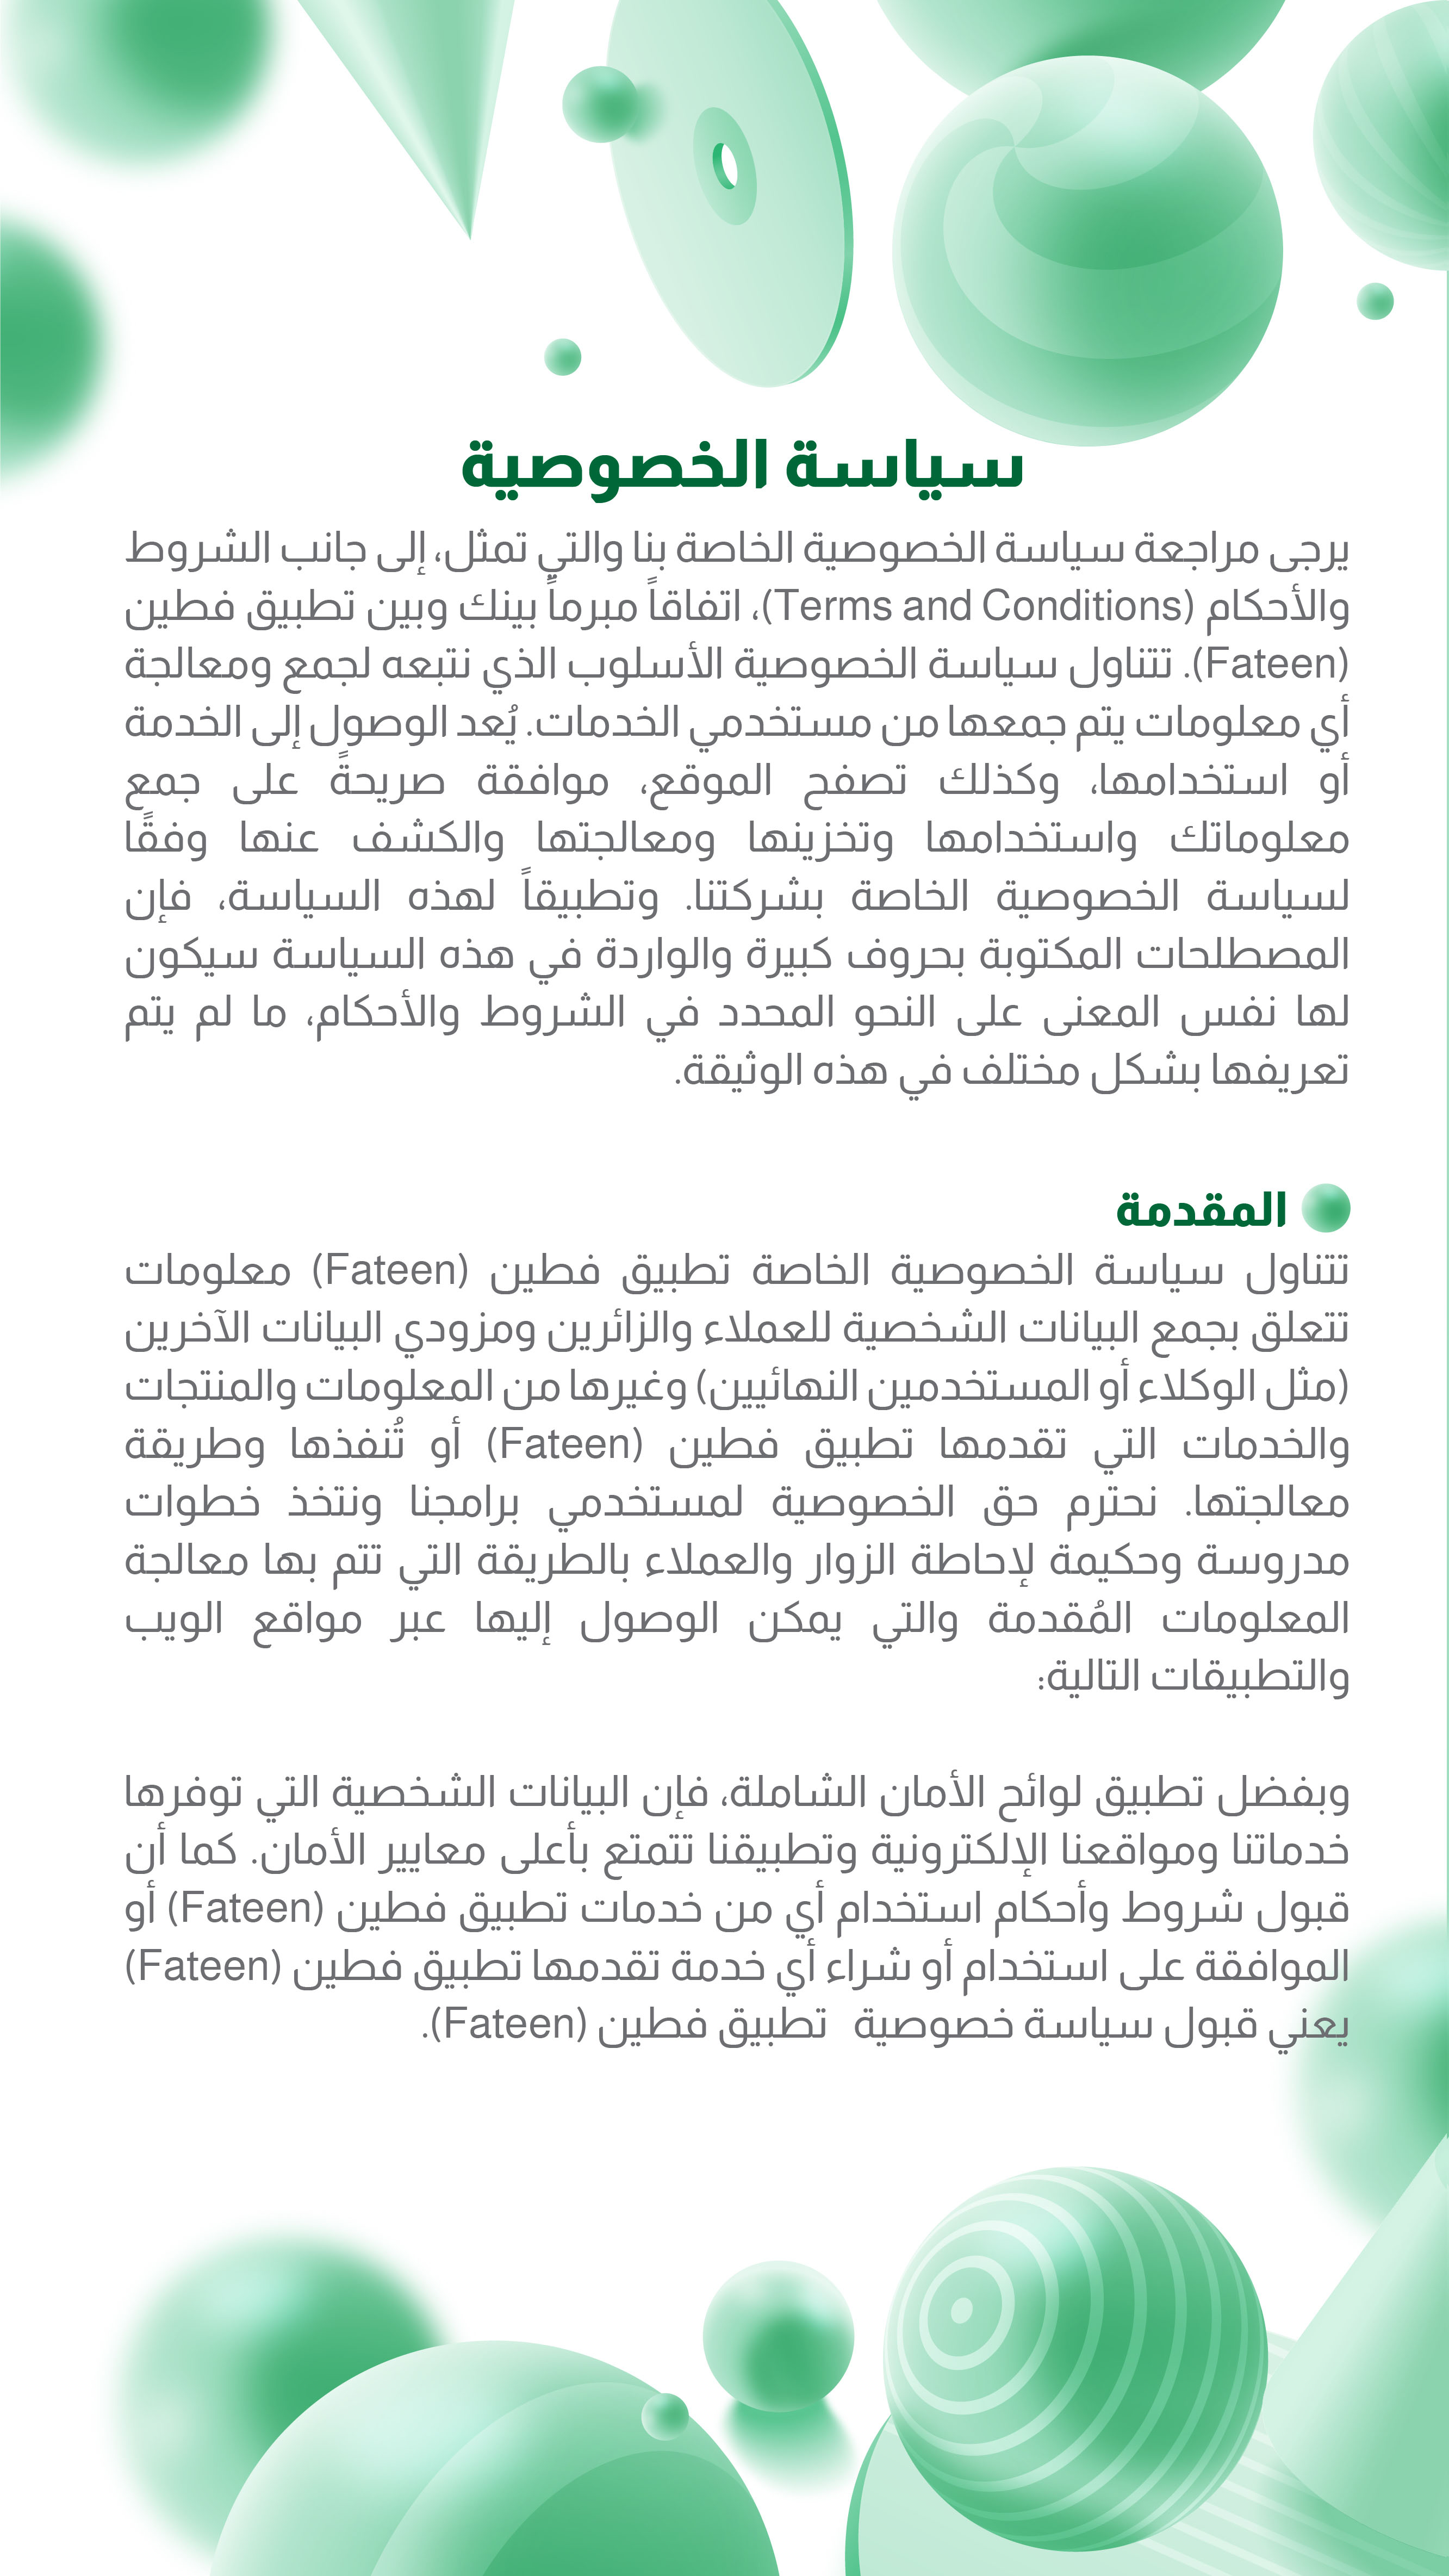 سياسة الخصوصية
يرجى مراجعة سياسة الخصوصية الخاصة بنا والتي تمثل، إلى جانب الشروط
والأحكام (Terms and Conditions)، اتفاقاً مبرماً بينك وبين تطبيق فطين
(Fateen). تتناول سياسة الخصوصية الأسلوب الذي نتبعه لجمع ومعالجة
أي معلومات يتم جمعها من مستخدمي الخدمات. يُعد الوصول إلى الخدمة
أو استخدامها، وكذلك تصفح الموقع، موافقة صريحةً على جمع
معلوماتك واستخدامها وتخزينها ومعالجتها والكشف عنها وفقًا
لسياسة الخصوصية الخاصة بشركتنا. وتطبيقاً لهذه السياسة، فإن
المصطلحات المكتوبة بحروف كبيرة والواردة في هذه السياسة سيكون
لها نفس المعنى على النحو المحدد في الشروط والأحكام، ما لم يتم
تعريفها بشكل مختلف في هذه الوثيقة.
المقدمة
تتناول سياسة الخصوصية الخاصة تطبيق فطين (Fateen) معلومات
تتعلق بجمع البيانات الشخصية للعملاء والزائرين ومزودي البيانات الآخرين
(مثل الوكلاء أو المستخدمين النهائيين) وغيرها من المعلومات والمنتجات
والخدمات التي تقدمها تطبيق فطين (Fateen) أو تُنفذها وطريقة
معالجتها. نحترم حق الخصوصية لمستخدمي برامجنا ونتخذ خطوات
مدروسة وحكيمة لإحاطة الزوار والعملاء بالطريقة التي تتم بها معالجة
المعلومات المُقدمة والتي يمكن الوصول إليها عبر مواقع الويب
والتطبيقات التالية:
وبفضل تطبيق لوائح الأمان الشاملة، فإن البيانات الشخصية التي توفرها
خدماتنا ومواقعنا الإلكترونية وتطبيقنا تتمتع بأعلى معايير الأمان. كما أن
قبول شروط وأحكام استخدام أي من خدمات تطبيق فطين (Fateen) أو
الموافقة على استخدام أو شراء أي خدمة تقدمها تطبيق فطين (Fateen)
يعني قبول سياسة خصوصية تطبيق فطين (Fateen).